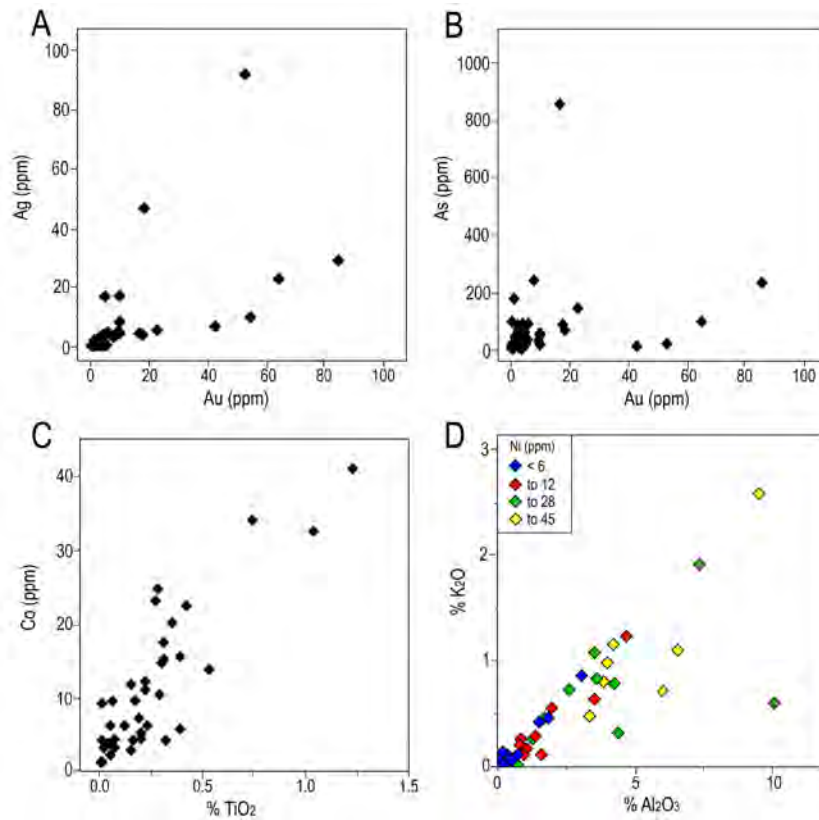 A
100
80
60
40
20
0
Ag (ppm)
0 20 40 60 80 100
Au (ppm)
B
1000
800
600
400
200
0
As (ppm)
0 20 40 60 80 100
Au (ppm)
C
40
30
20
10
0
Co (ppm)
0.0 0.5 1.0 1.5
% TiO₂
D
Ni (ppm)
< 6
to 12
to 28
to 45
3
2
1
0
% K₂O
5 10
% Al₂O₃